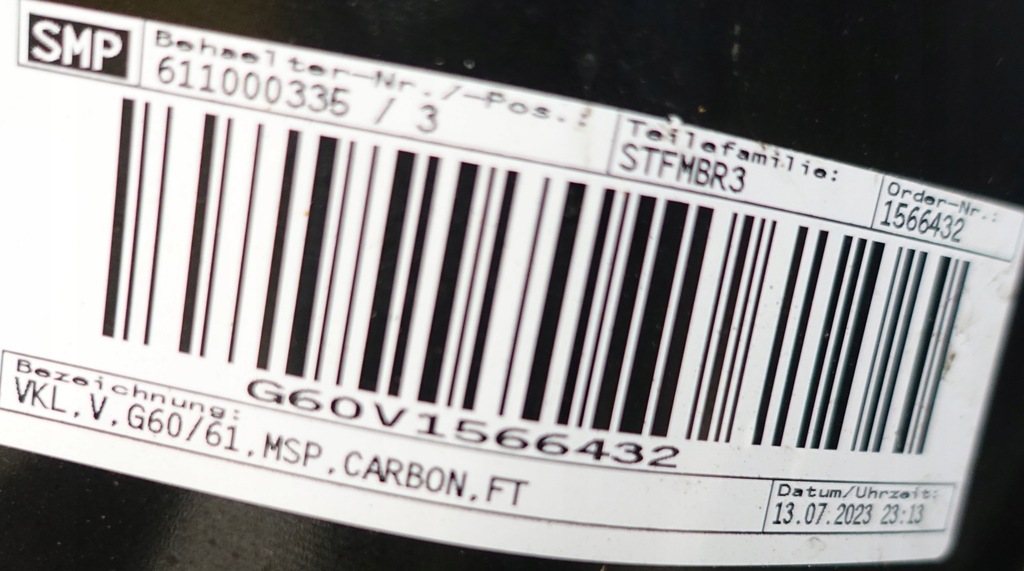 SMP
Behaelter-Nr./-Pos.:
611000335 / 3
Teilefamilie:
STFMBR3
Order-Nr.:
1566432
G60V1566432
Bezeichnung:
VKL.V.G60/61.MSP.CARBON.FT
Datum/Uhrzeit:
13.07.2023 23:13